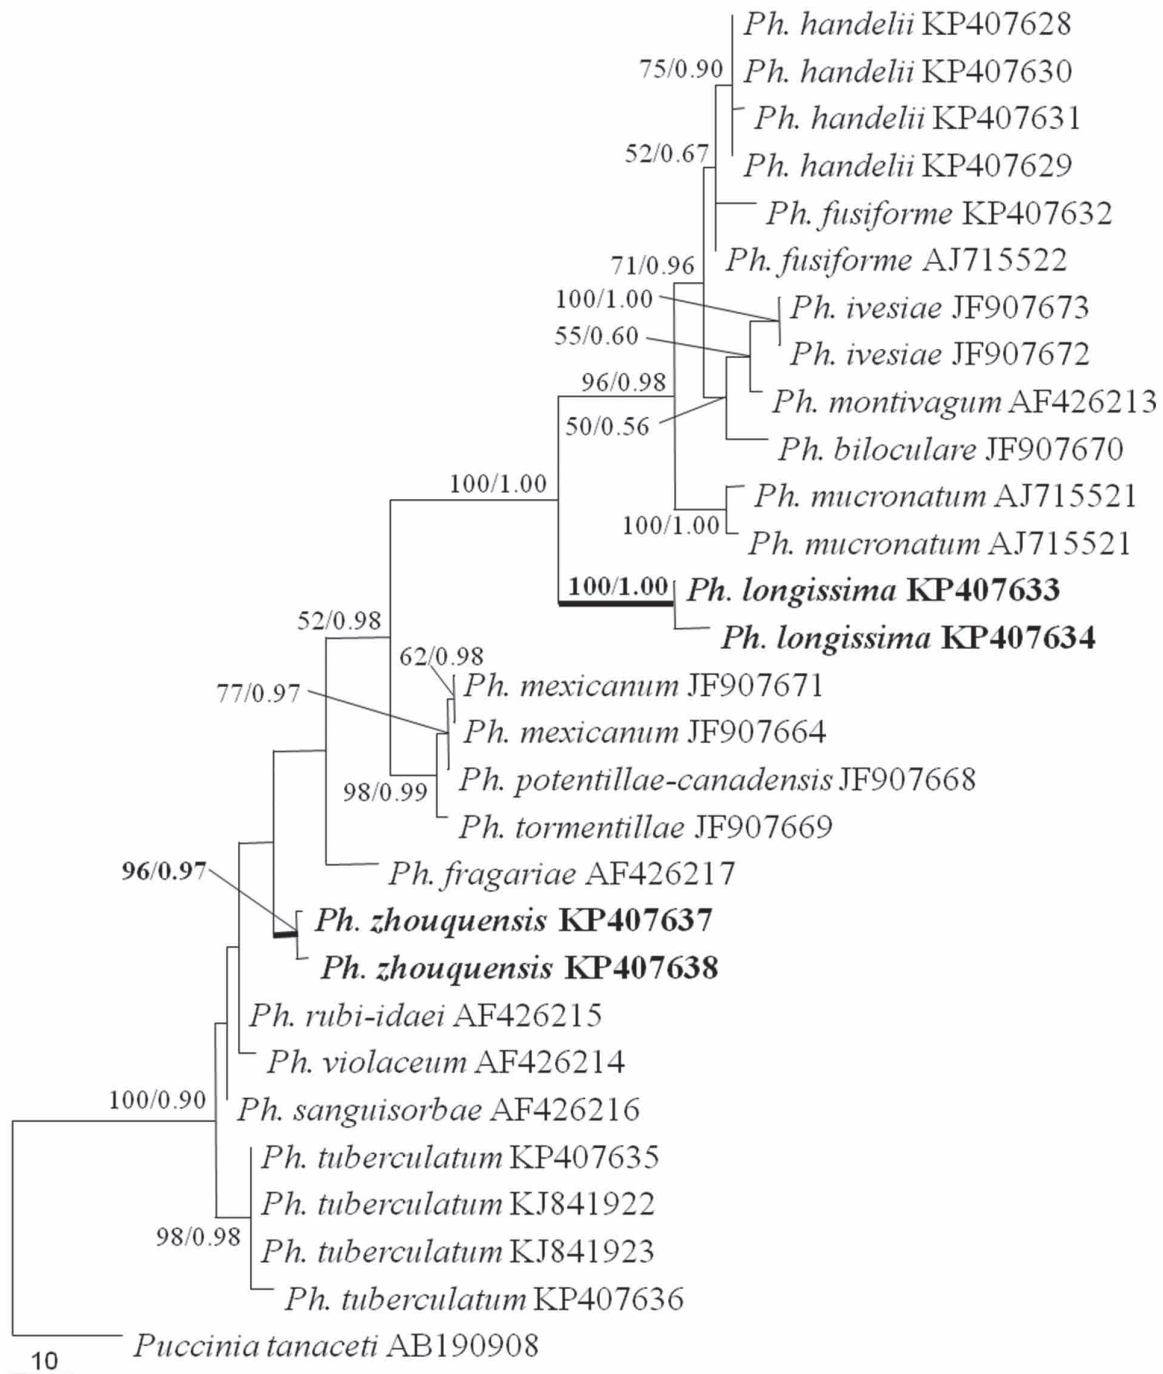 Ph. handelii KP407628
75/0.90
Ph. handelii KP407630
Ph. handelii KP407631
52/0.67
Ph. handelii KP407629
Ph. fusiforme KP407632
71/0.96
Ph. fusiforme AJ715522
100/1.00
Ph. ivesiae JF907673
55/0.60
Ph. ivesiae JF907672
96/0.98
Ph. montivagum AF426213
50/0.56
Ph. biloculare JF907670
100/1.00
Ph. mucronatum AJ715521
100/1.00
Ph. mucronatum AJ715521
100/1.00
Ph. longissima KP407633
52/0.98
Ph. longissima KP407634
62/0.98
Ph. mexicanum JF907671
77/0.97
Ph. mexicanum JF907664
Ph. potentillae-canadensis JF907668
98/0.99
Ph. tormentillae JF907669
96/0.97
Ph. fragariae AF426217
Ph. zhouquensis KP407637
Ph. zhouquensis KP407638
Ph. rubi-idaei AF426215
Ph. violaceum AF426214
100/0.90
Ph. sanguisorbae AF426216
Ph. tuberculatum KP407635
Ph. tuberculatum KJ841922
98/0.98
Ph. tuberculatum KJ841923
Ph. tuberculatum KP407636
Puccinia tanaceti AB190908
10